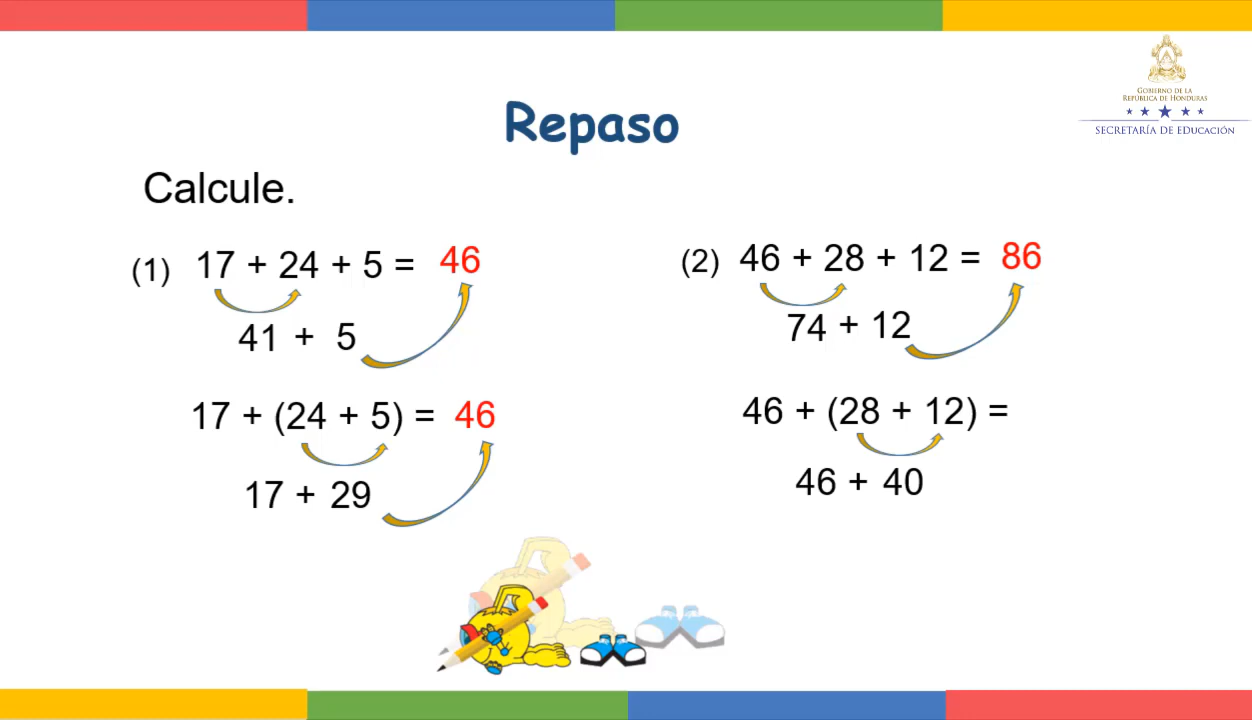 GOBIERNO DE LA
REPÚBLICA DE HONDURAS
SECRETARÍA DE EDUCACIÓN
Repaso
Calcule.
(1) 17 + 24 + 5 = 46
41 + 5
17 + (24 + 5) = 46
17 + 29
(2) 46 + 28 + 12 = 86
74 + 12
46 + (28 + 12) =
46 + 40